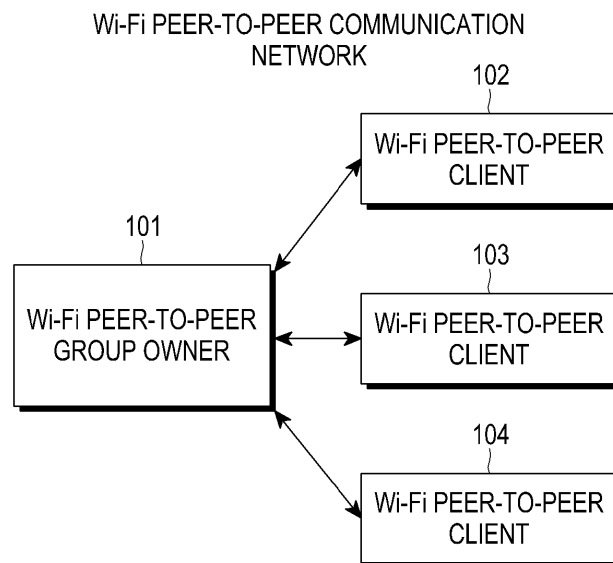 Wi-Fi PEER-TO-PEER COMMUNICATION
NETWORK
102
Wi-Fi PEER-TO-PEER
CLIENT
101
Wi-Fi PEER-TO-PEER
GROUP OWNER
103
Wi-Fi PEER-TO-PEER
CLIENT
104
Wi-Fi PEER-TO-PEER
CLIENT